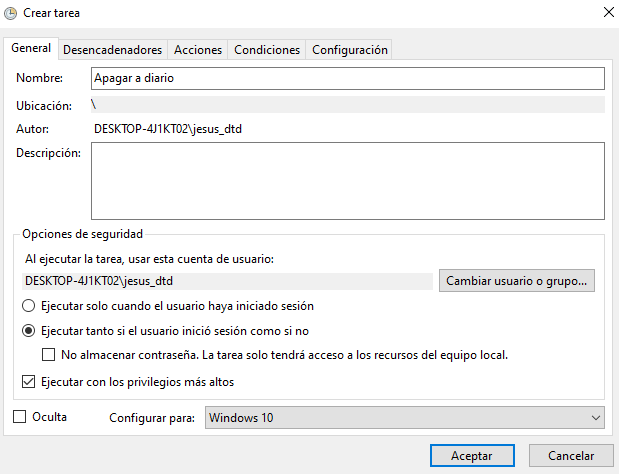 Crear tarea
General Desencadenadores Acciones Condiciones Configuración
Nombre: Apagar a diario
Ubicación: \
Autor: DESKTOP-4J1KT02\jesus_dtd
Descripción:
Opciones de seguridad
Al ejecutar la tarea, usar esta cuenta de usuario:
DESKTOP-4J1KT02\jesus_dtd Cambiar usuario o grupo...
Ejecutar solo cuando el usuario haya iniciado sesión
Ejecutar tanto si el usuario inició sesión como si no
No almacenar contraseña. La tarea solo tendrá acceso a los recursos del equipo local.
Ejecutar con los privilegios más altos
Oculta Configurar para: Windows 10
Aceptar Cancelar